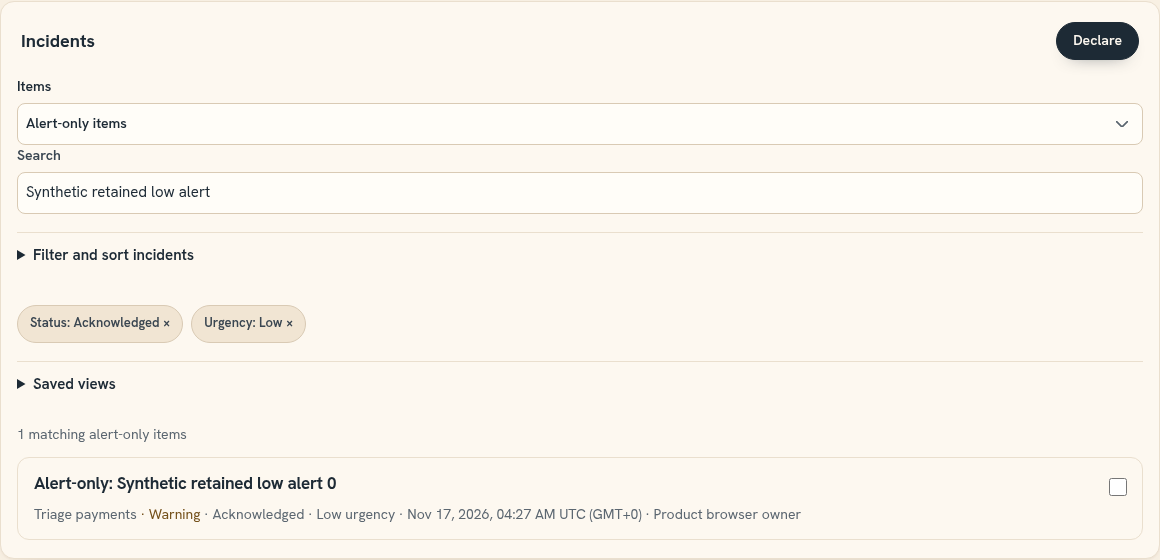 Incidents
Declare
Items
Alert-only items
Search
Synthetic retained low alert
Filter and sort incidents
Status: Acknowledged ×
Urgency: Low ×
Saved views
1 matching alert-only items
Alert-only: Synthetic retained low alert 0
Triage payments · Warning · Acknowledged · Low urgency · Nov 17, 2026, 04:27 AM UTC (GMT+0) · Product browser owner